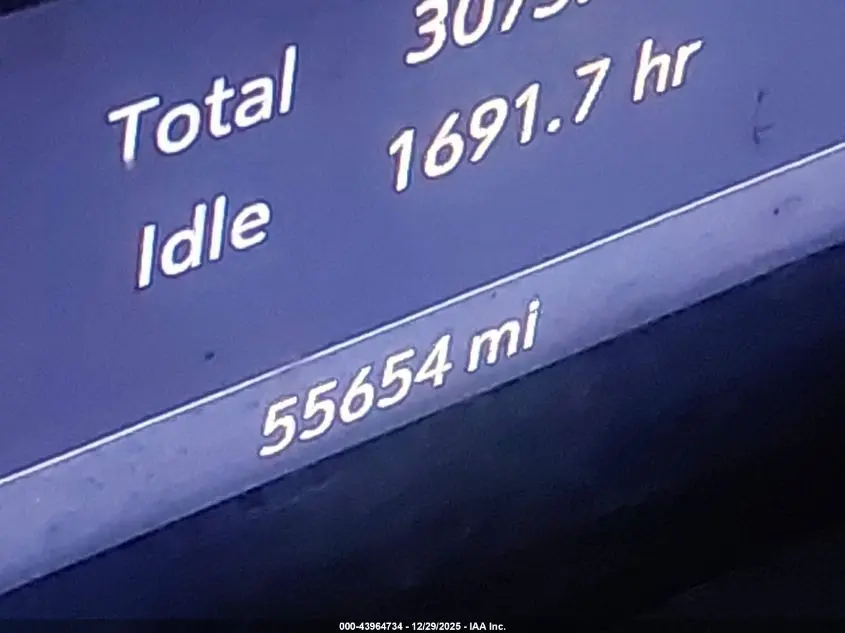 Total
1691.7 hr
Idle
55654 mi
000-43964734 - 12/29/2025 - IAA Inc.